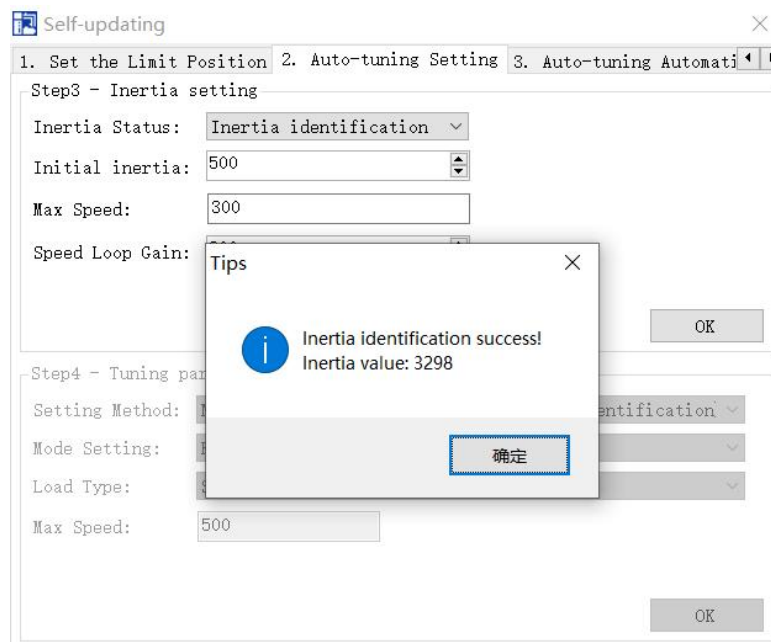 Self-updating
1. Set the Limit Position
2. Auto-tuning Setting
3. Auto-tuning Automati
Step3 - Inertia setting
Inertia Status:
Inertia identification
Initial inertia:
500
Max Speed:
300
Speed Loop Gain:
Tips
Inertia identification success!
Inertia value: 3298
确定
OK
Step4 - Tuning par
Setting Method:
entification
Mode Setting:
Load Type:
Max Speed:
500
OK